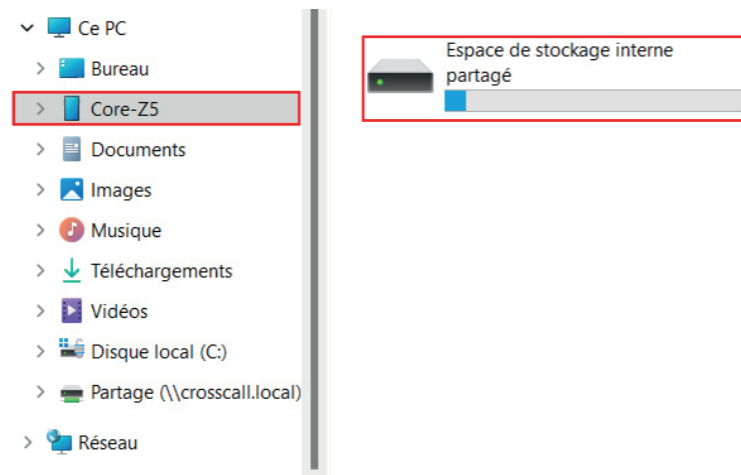 Ce PC
Bureau
Core-Z5
Documents
Images
Musique
Téléchargements
Vidéos
Disque local (C:)
Partage (\\crosscall.local)
Réseau
Espace de stockage interne
partagé